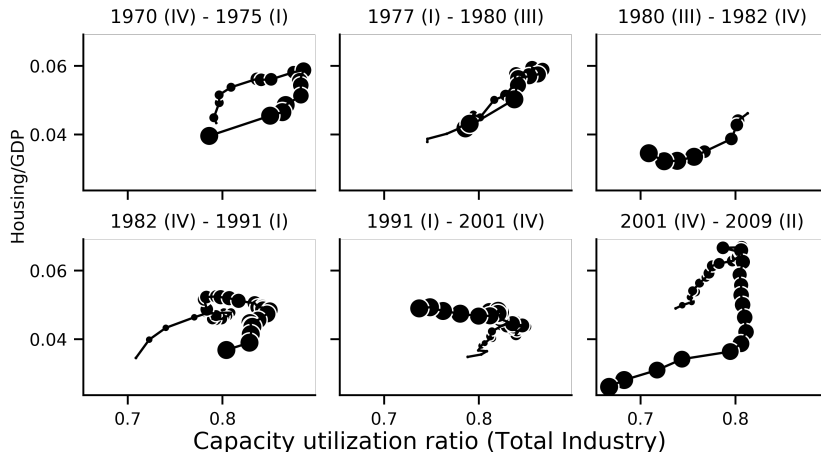 1970 (IV) - 1975 (I)
1977 (I) - 1980 (III)
1980 (III) - 1982 (IV)
0.06
0.04
Housing/GDP
1982 (IV) - 1991 (I)
1991 (I) - 2001 (IV)
2001 (IV) - 2009 (II)
0.06
0.04
0.7 0.8 0.7 0.8 0.7 0.8
Capacity utilization ratio (Total Industry)